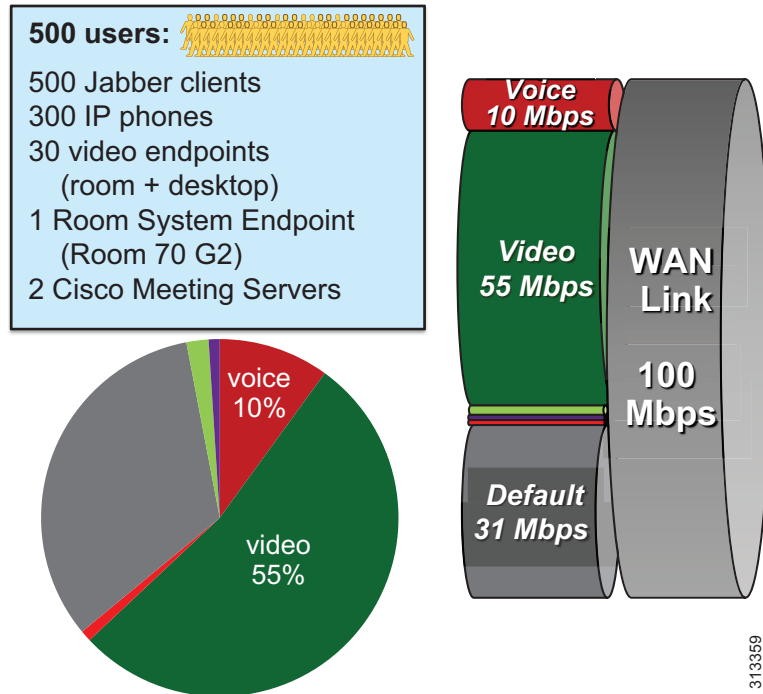 500 users:
500 Jabber clients
300 IP phones
30 video endpoints
(room + desktop)
1 Room System Endpoint
(Room 70 G2)
2 Cisco Meeting Servers
voice
10%
video
55%
Voice
10 Mbps
Video
55 Mbps
Default
31 Mbps
WAN
Link
100
Mbps
313359